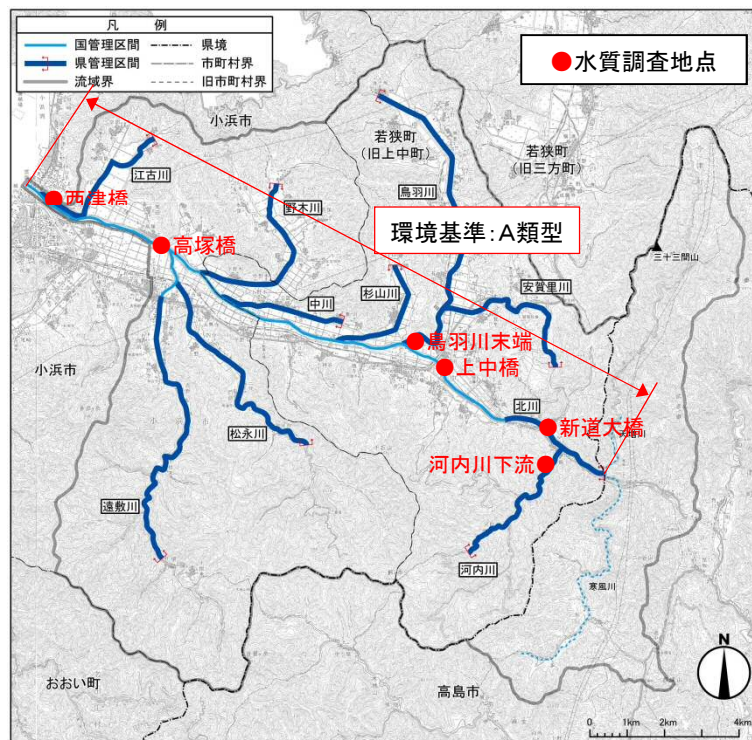 凡　例
国管理区間
県境
県管理区間
市町村界
流域界
旧市町村界
●水質調査地点
小浜市
若狭町
(旧上中町)
若狭町
(旧三方町)
江古川
鳥羽川
西津橋
野木川
環境基準:A類型
高塚橋
三十三間山
安賀里川
杉山川
中川
鳥羽川末端
上中橋
小浜市
北川
新道大橋
松永川
河内川下流
遠敷川
河内川
寒風川
N
おおい町
高島市
0 1km 2km 4km